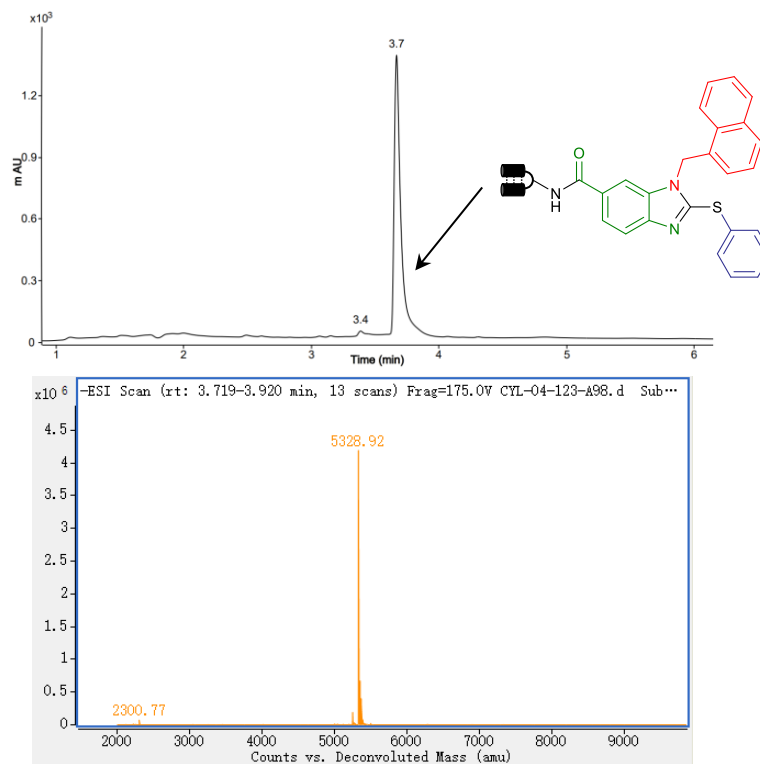 x10³
3.7
1.2
0.9
m AU
0.6
0.3
3.4
0
1 2 3 4 5 6
Time (min)
O
N
H
N
N
S
x10 6
-ESI Scan (rt: 3.719-3.920 min, 13 scans) Frag=175.0V CYL-04-123-A98.d Sub···
4.5
5328.92
4
3.5
3
2.5
2
1.5
1
0.5
2300.77
0
2000 3000 4000 5000 6000 7000 8000 9000
Counts vs. Deconvoluted Mass (amu)